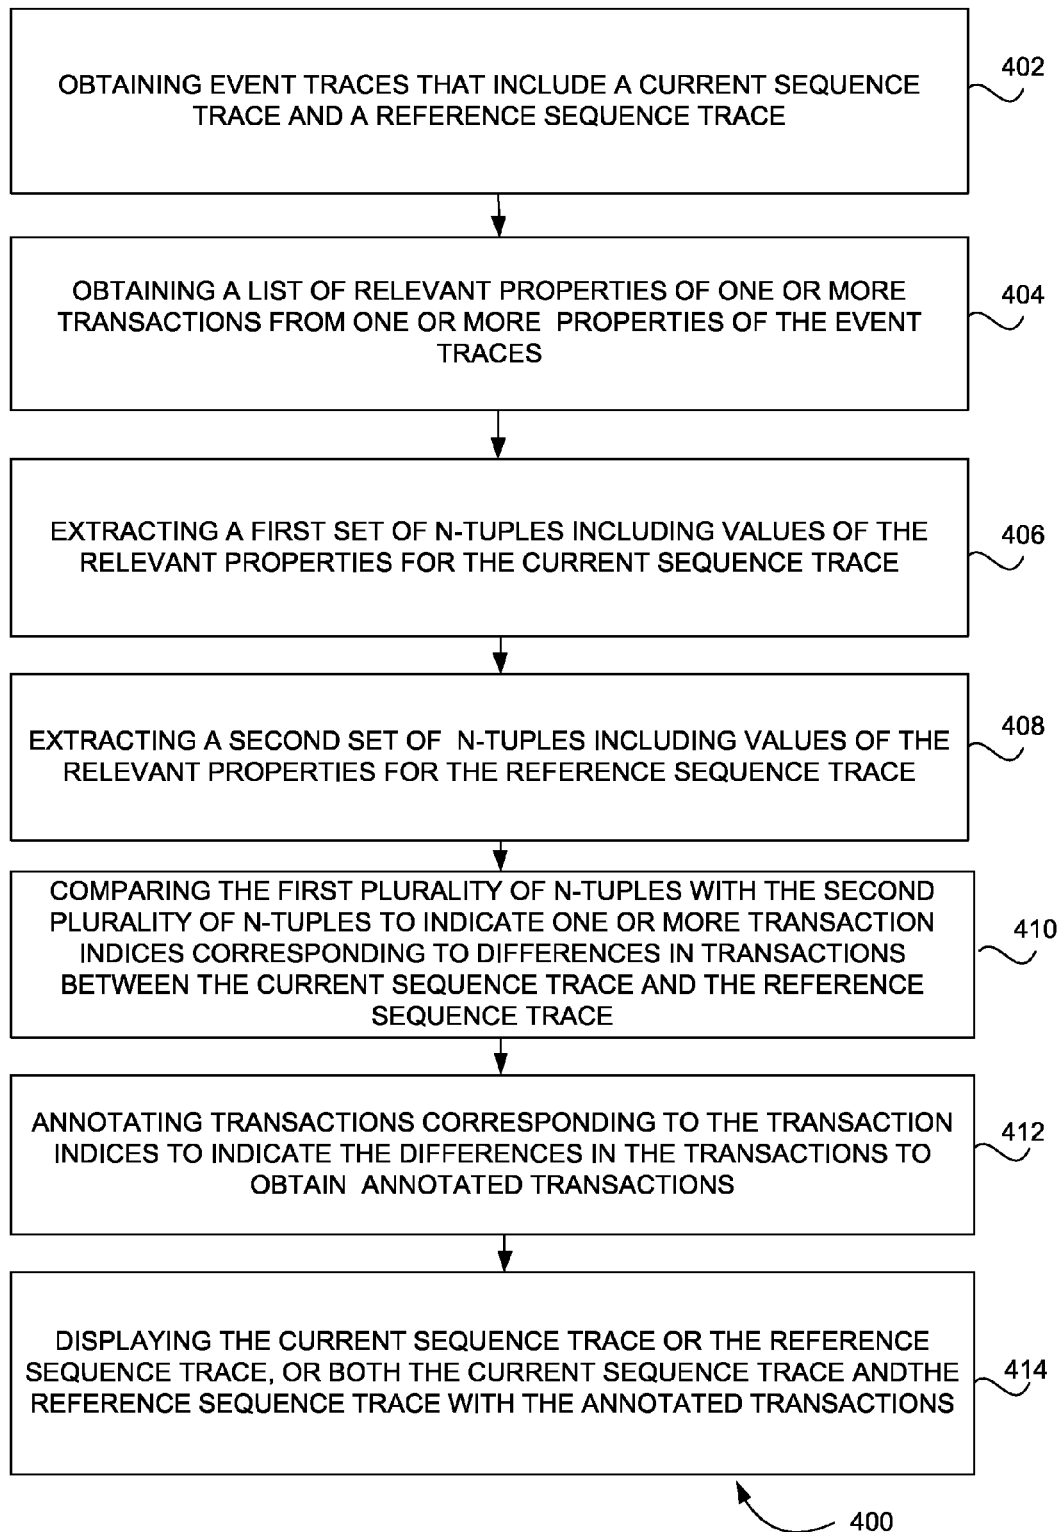 OBTAINING EVENT TRACES THAT INCLUDE A CURRENT SEQUENCE
TRACE AND A REFERENCE SEQUENCE TRACE
402
OBTAINING A LIST OF RELEVANT PROPERTIES OF ONE OR MORE
TRANSACTIONS FROM ONE OR MORE PROPERTIES OF THE EVENT
TRACES
404
EXTRACTING A FIRST SET OF N-TUPLES INCLUDING VALUES OF THE
RELEVANT PROPERTIES FOR THE CURRENT SEQUENCE TRACE
406
EXTRACTING A SECOND SET OF N-TUPLES INCLUDING VALUES OF THE
RELEVANT PROPERTIES FOR THE REFERENCE SEQUENCE TRACE
408
COMPARING THE FIRST PLURALITY OF N-TUPLES WITH THE SECOND
PLURALITY OF N-TUPLES TO INDICATE ONE OR MORE TRANSACTION
INDICES CORRESPONDING TO DIFFERENCES IN TRANSACTIONS
BETWEEN THE CURRENT SEQUENCE TRACE AND THE REFERENCE
SEQUENCE TRACE
410
ANNOTATING TRANSACTIONS CORRESPONDING TO THE TRANSACTION
INDICES TO INDICATE THE DIFFERENCES IN THE TRANSACTIONS TO
OBTAIN ANNOTATED TRANSACTIONS
412
DISPLAYING THE CURRENT SEQUENCE TRACE OR THE REFERENCE
SEQUENCE TRACE, OR BOTH THE CURRENT SEQUENCE TRACE ANDTHE
REFERENCE SEQUENCE TRACE WITH THE ANNOTATED TRANSACTIONS
414
400